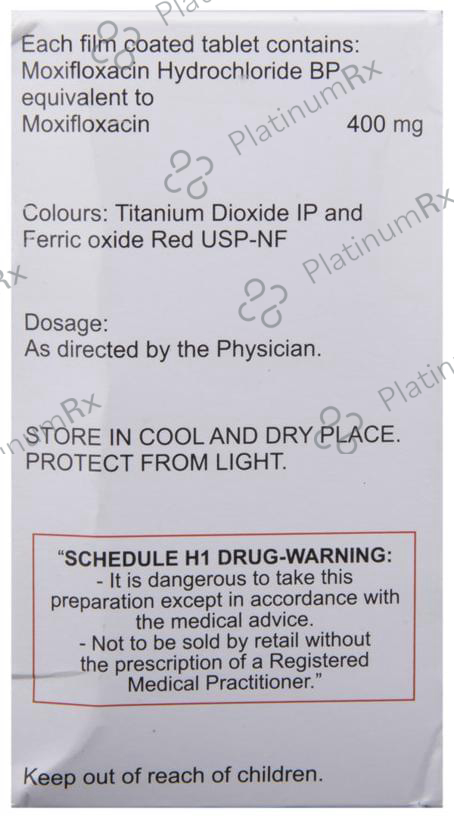 Each film coated tablet contains:
Moxifloxacin Hydrochloride BP
equivalent to
Moxifloxacin 400 mg
Colours: Titanium Dioxide IP and
Ferric oxide Red USP-NF
Dosage:
As directed by the Physician.
STORE IN COOL AND DRY PLACE.
PROTECT FROM LIGHT.
“SCHEDULE H1 DRUG-WARNING:
- It is dangerous to take this
preparation except in accordance with
the medical advice.
- Not to be sold by retail without
the prescription of a Registered
Medical Practitioner.”
Keep out of reach of children.
PlatinumRx
PlatinumRx